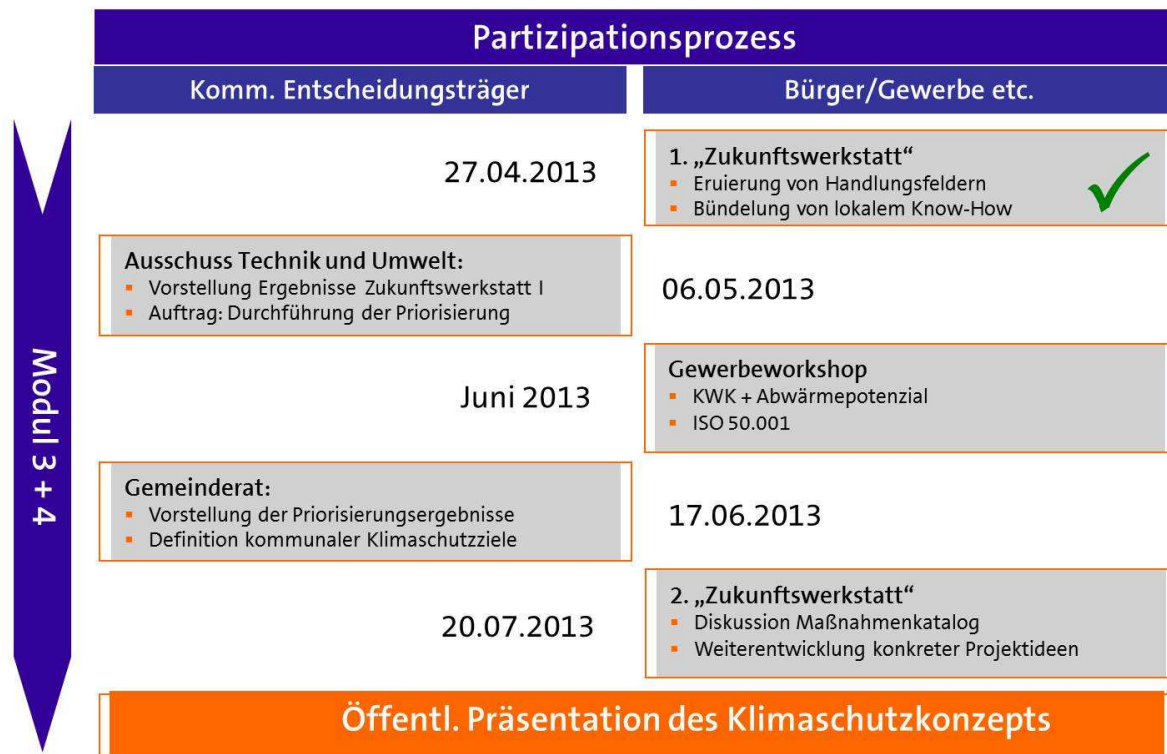 Partizipationsprozess
Komm. Entscheidungsträger
Bürger/Gewerbe etc.
Modul 3 + 4
27.04.2013
1. „Zukunftswerkstatt“
Eruierung von Handlungsfeldern
Bündelung von lokalem Know-How
Ausschuss Technik und Umwelt:
Vorstellung Ergebnisse Zukunftswerkstatt I
Auftrag: Durchführung der Priorisierung
06.05.2013
Juni 2013
Gewerbeworkshop
KWK + Abwärmepotenzial
ISO 50.001
Gemeinderat:
Vorstellung der Priorisierungsergebnisse
Definition kommunaler Klimaschutzziele
17.06.2013
20.07.2013
2. „Zukunftswerkstatt“
Diskussion Maßnahmenkatalog
Weiterentwicklung konkreter Projektideen
Öffentl. Präsentation des Klimaschutzkonzepts